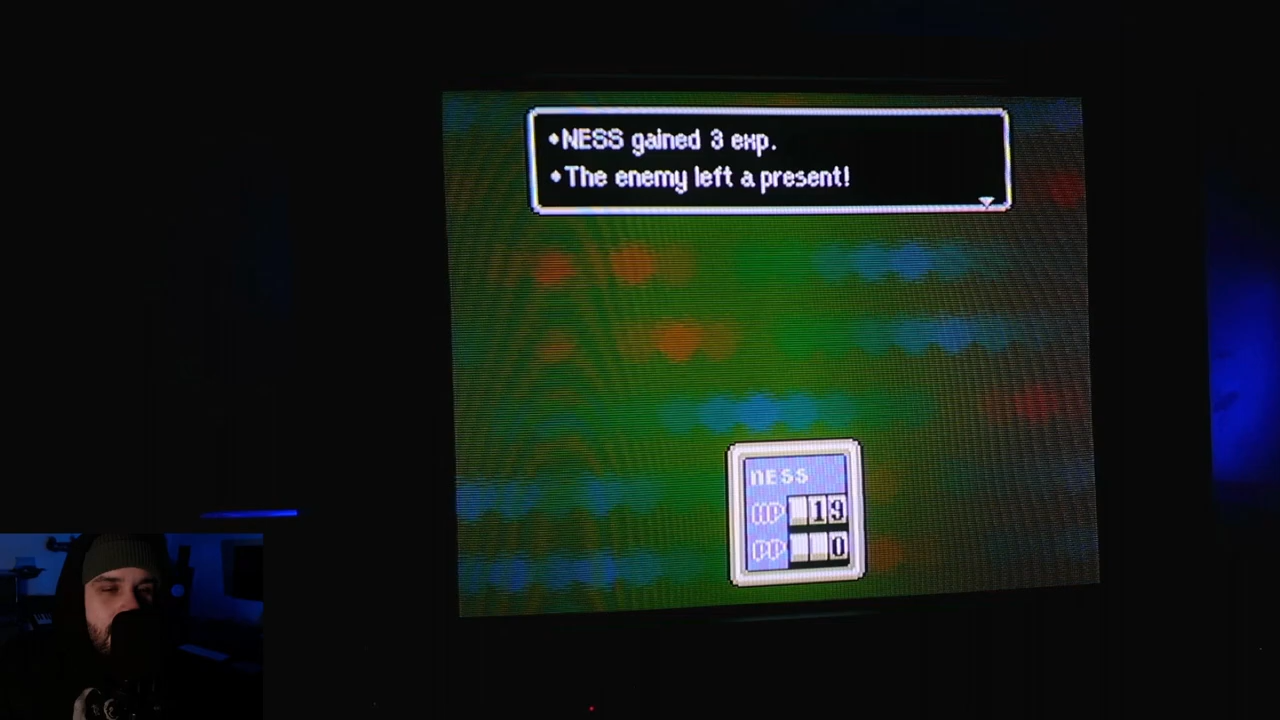 •NESS gained 3 exp.
•The enemy left a present!
NESS
HP 19
PP 0